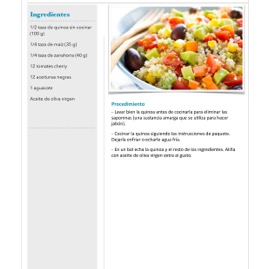 Ingredientes
1/2 taza de quinoa sin cocinar
(100 g)
1/4 taza de maíz (35 g)
1/4 taza de zanahoria (40 g)
12 tomates cherry
12 aceitunas negras
1 aguacate
Aceite de oliva virgen
Procedimiento
- Lavar bien la quinoa antes de cocinarla para eliminar las
saponinas (una sustancia amarga que se utiliza para hacer
jabón).
- Cocinar la quinoa siguiendo las instrucciones de paquete.
Dejarla enfriar o echarle agua fría.
- En un bol echa la quinoa y el resto de los ingredientes. Aliña
con aceite de oliva virgen extra al gusto.